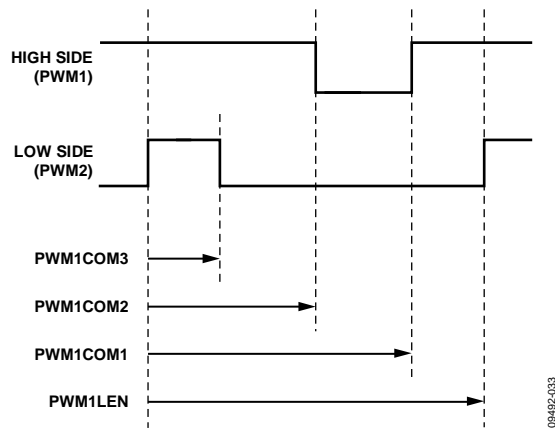 HIGH SIDE
(PWM1)
LOW SIDE
(PWM2)
PWM1COM3
PWM1COM2
PWM1COM1
PWM1LEN
09492-033